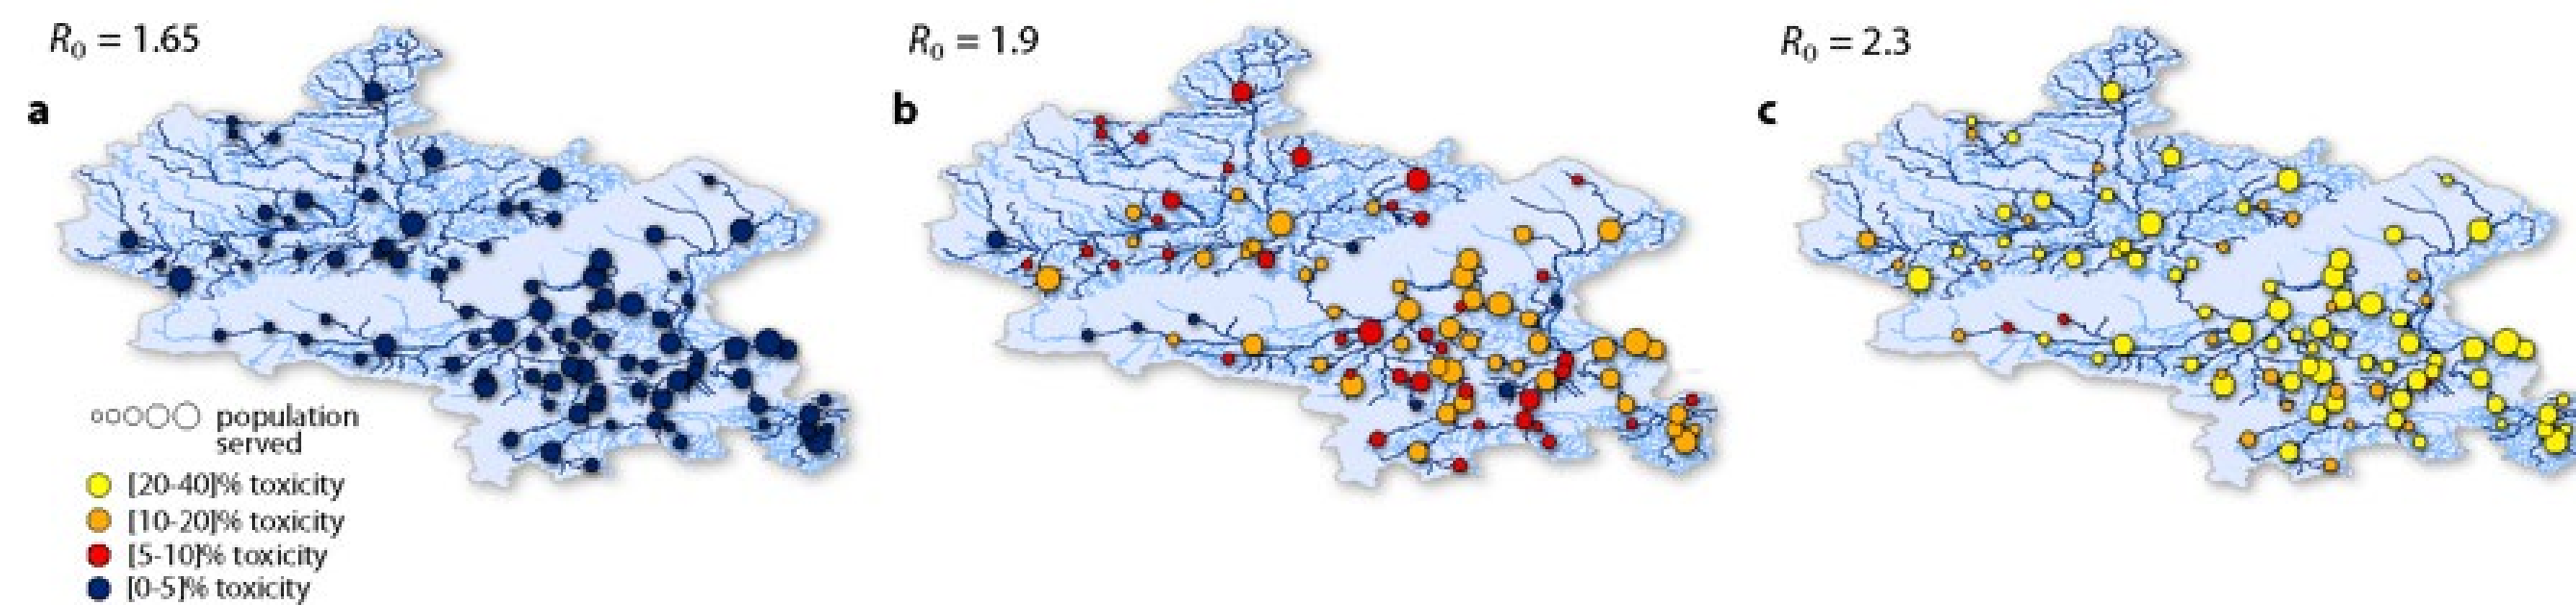 R0 = 1.65
R0 = 1.9
R0 = 2.3
a
b
c
population
served
[20-40]% toxicity
[10-20]% toxicity
[5-10]% toxicity
[0-5]% toxicity